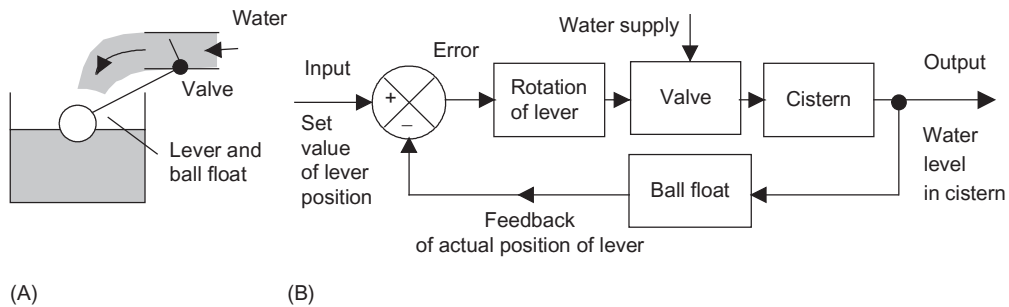 Water
Valve
Lever and
ball float
(A)
Water supply
Error
Input
+
−
Set
value
of lever
position
Rotation
of lever
Valve
Cistern
Output
Water
level
in cistern
Ball float
Feedback
of actual position of lever
(B)